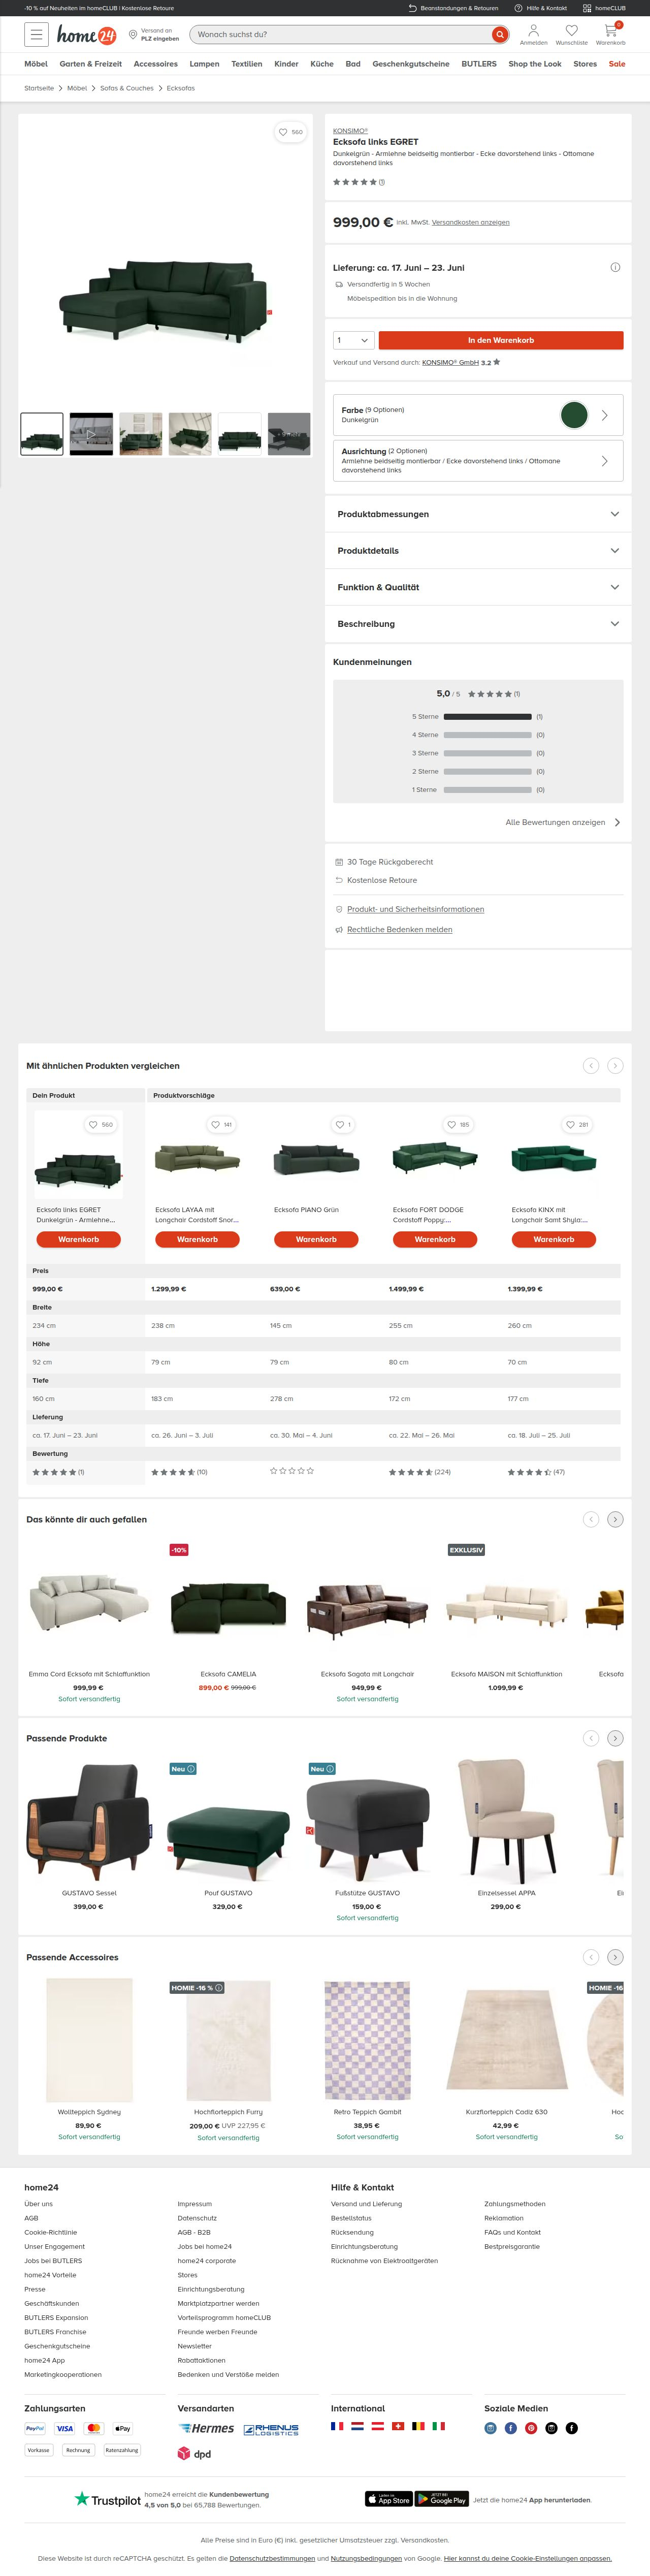 -10 % auf Neuheiten im homeCLUB I Kostenlose Retoure
Beanstandungen & Retouren
Hilfe & Kontakt
homeCLUB
home24
Versand an
PLZ eingeben
Wonach suchst du?
Anmelden
Wunschliste
0
Warenkorb
Möbel Garten & Freizeit Accessoires Lampen Textilien Kinder Küche Bad Geschenkgutscheine BUTLERS Shop the Look Stores Sale
Startseite Möbel Sofas & Couches Ecksofas
560
KONSIMO®
Ecksofa links EGRET
Dunkelgrün - Armlehne beidseitig montierbar - Ecke davorstehend links - Ottomane
davorstehend links
(1)
999,00 € inkl. MwSt. Versandkosten anzeigen
Lieferung: ca. 17. Juni – 23. Juni
Versandfertig in 5 Wochen
Möbelspedition bis in die Wohnung
1
In den Warenkorb
Verkauf und Versand durch: KONSIMO® GmbH 3.2
Farbe (9 Optionen)
Dunkelgrün
Ausrichtung (2 Optionen)
Armlehne beidseitig montierbar / Ecke davorstehend links / Ottomane
davorstehend links
Produktabmessungen
Produktdetails
Funktion & Qualität
Beschreibung
Kundenmeinungen
5,0 / 5 (1)
5 Sterne (1)
4 Sterne (0)
3 Sterne (0)
2 Sterne (0)
1 Sterne (0)
Alle Bewertungen anzeigen
30 Tage Rückgaberecht
Kostenlose Retoure
Produkt- und Sicherheitsinformationen
Rechtliche Bedenken melden
Mit ähnlichen Produkten vergleichen
Dein Produkt Produktvorschläge
560 141 1 185 281
Ecksofa links EGRET
Dunkelgrün - Armlehne...
Warenkorb
Ecksofa LAYAA mit
Longchair Cordstoff Snor...
Warenkorb
Ecksofa PIANO Grün
Warenkorb
Ecksofa FORT DODGE
Cordstoff Poppy:...
Warenkorb
Ecksofa KINX mit
Longchair Samt Shyla:...
Warenkorb
Preis
999,00 € 1.299,99 € 639,00 € 1.499,99 € 1.399,99 €
Breite
234 cm 238 cm 145 cm 255 cm 260 cm
Höhe
92 cm 79 cm 79 cm 80 cm 70 cm
Tiefe
160 cm 183 cm 278 cm 172 cm 177 cm
Lieferung
ca. 17. Juni – 23. Juni ca. 26. Juni – 3. Juli ca. 30. Mai – 4. Juni ca. 22. Mai – 26. Mai ca. 18. Juli – 25. Juli
Bewertung
(1) (10) (224) (47)
Das könnte dir auch gefallen
-10%
EXKLUSIV
Emma Cord Ecksofa mit Schlaffunktion
999,99 €
Sofort versandfertig
Ecksofa CAMELIA
899,00 € 999,00 €
Ecksofa Sagata mit Longchair
949,99 €
Sofort versandfertig
Ecksofa MAISON mit Schlaffunktion
1.099,99 €
Ecksofa
Passende Produkte
Neu
Neu
GUSTAVO Sessel
399,00 €
Pouf GUSTAVO
329,00 €
Fußstütze GUSTAVO
159,00 €
Sofort versandfertig
Einzelsessel APPA
299,00 €
Ei
Passende Accessoires
HOMIE -16 %
HOMIE -16
Wollteppich Sydney
89,90 €
Sofort versandfertig
Hochflorteppich Furry
209,00 € UVP 227,95 €
Sofort versandfertig
Retro Teppich Gambit
38,95 €
Sofort versandfertig
Kurzflorteppich Cadiz 630
42,99 €
Sofort versandfertig
Hoc
So
home24
Über uns
AGB
Cookie-Richtlinie
Unser Engagement
Jobs bei BUTLERS
home24 Vorteile
Presse
Geschäftskunden
BUTLERS Expansion
BUTLERS Franchise
Geschenkgutscheine
home24 App
Marketingkooperationen
Impressum
Datenschutz
AGB - B2B
Jobs bei home24
home24 corporate
Stores
Einrichtungsberatung
Marktplatzpartner werden
Vorteilsprogramm homeCLUB
Freunde werben Freunde
Newsletter
Rabattaktionen
Bedenken und Verstöße melden
Hilfe & Kontakt
Versand und Lieferung
Bestellstatus
Rücksendung
Einrichtungsberatung
Rücknahme von Elektroaltgeräten
Zahlungsmethoden
Reklamation
FAQs und Kontakt
Bestpreisgarantie
Zahlungsarten
PayPal VISA mastercard Pay
Vorkasse Rechnung Ratenzahlung
Versandarten
Hermes RHENUS LOGISTICS
dpd
International
Soziale Medien
Trustpilot
home24 erreicht die Kundenbewertung
4,5 von 5,0 bei 65,788 Bewertungen.
Laden im App Store
JETZT BEI Google Play
Jetzt die home24 App herunterladen.
Alle Preise sind in Euro (€) inkl. gesetzlicher Umsatzsteuer zzgl. Versandkosten.
Diese Website ist durch reCAPTCHA geschützt. Es gelten die Datenschutzbestimmungen und Nutzungsbedingungen von Google. Hier kannst du deine Cookie-Einstellungen anpassen.